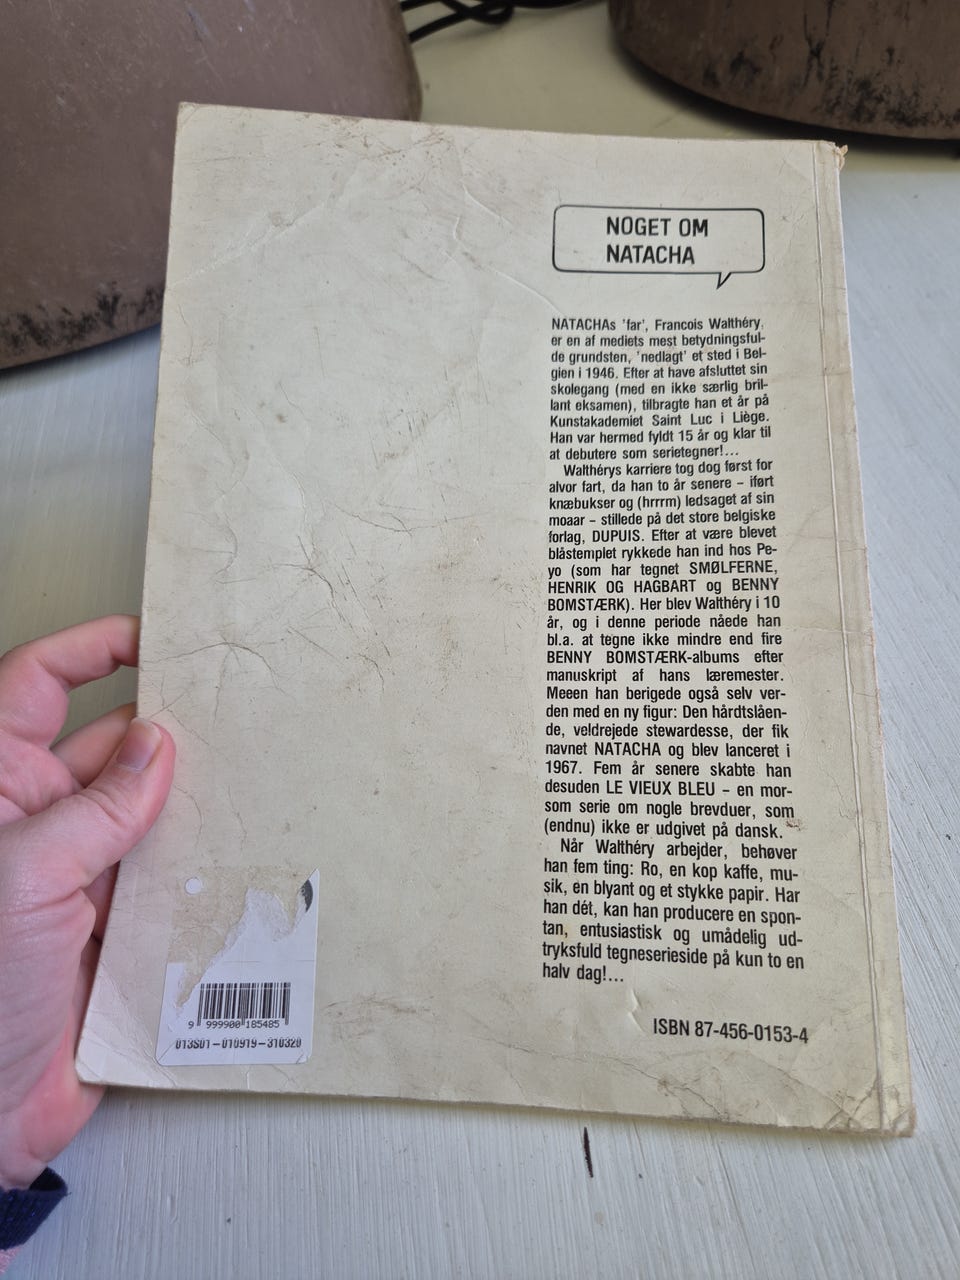 NOGET OM
NATACHA
NATACHAs 'far', Francois Walthéry,
er en af mediets mest betydningsful-
de grundsten, 'nedlagt' et sted i Bel-
gien i 1946. Efter at have afsluttet sin
skolegang (med en ikke særlig bril-
lant eksamen), tilbragte han et år på
Kunstakademiet Saint Luc i Liège.
Han var hermed fyldt 15 år og klar til
at debutere som serietegner!...
Walthérys karriere tog dog først for
alvor fart, da han to år senere – iført
knæbukser og (hrrrm) ledsaget af sin
moaar – stillede på det store belgiske
forlag, DUPUIS. Efter at være blevet
blåstemplet rykkede han ind hos Pe-
yo (som har tegnet SMØLFERNE,
HENRIK OG HAGBART og BENNY
BOMSTÆRK). Her blev Walthéry i 10
år, og i denne periode nåede han
bl.a. at tegne ikke mindre end fire
BENNY BOMSTÆRK-albums efter
manuskript af hans læremester.
Meeen han berigede også selv ver-
den med en ny figur: Den hårdtslåen-
de, veldrejede stewardesse, der fik
navnet NATACHA og blev lanceret i
1967. Fem år senere skabte han
desuden LE VIEUX BLEU – en mor-
som serie om nogle brevduer, som
(endnu) ikke er udgivet på dansk.
Når Walthéry arbejder, behøver
han fem ting: Ro, en kop kaffe, mu-
sik, en blyant og et stykke papir. Har
han dét, kan han producere en spon-
tan, entusiastisk og umådelig ud-
tryksfuld tegneserieside på kun to en
halv dag!...
ISBN 87-456-0153-4
9 999900 185485
013S01-010919-310320